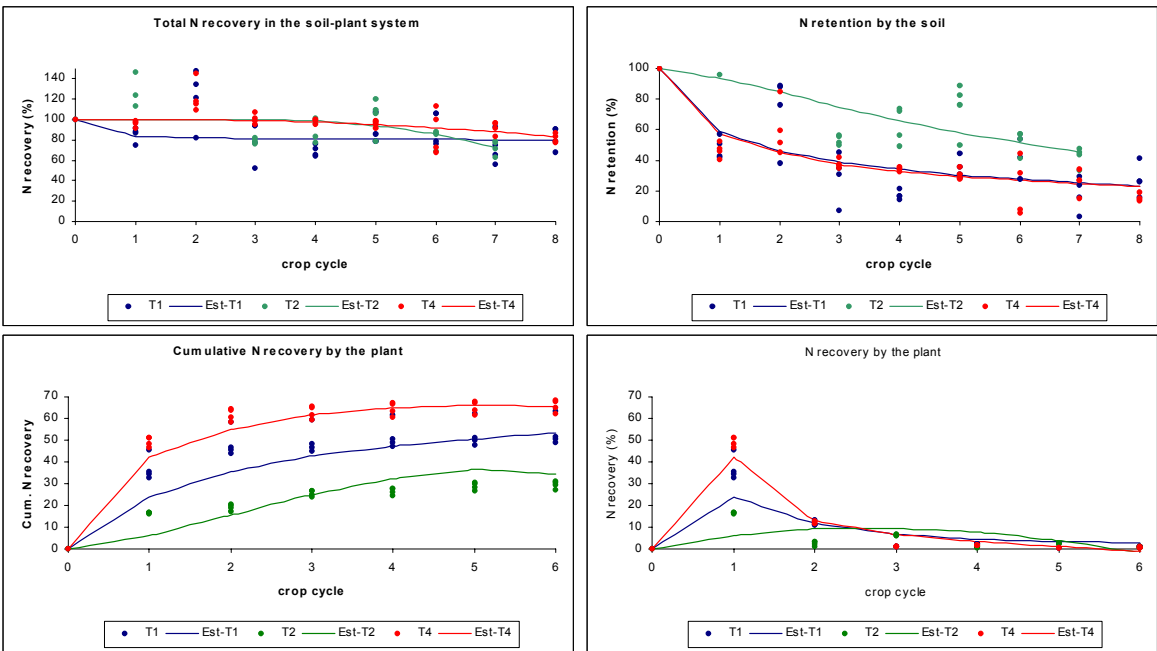 Total N recovery in the soil-plant system
N recovery (%)
140
120
100
80
60
40
20
0
0 1 2 3 4 5 6 7 8
crop cycle
T1 Est-T1 T2 Est-T2 T4 Est-T4
N retention by the soil
N retention (%)
100
80
60
40
20
0
0 1 2 3 4 5 6 7 8
crop cycle
T1 Est-T1 T2 Est-T2 T4 Est-T4
Cumulative N recovery by the plant
Cum. N recovery
70
60
50
40
30
20
10
0
0 1 2 3 4 5 6
crop cycle
T1 Est-T1 T2 Est-T2 T4 Est-T4
N recovery by the plant
N recovery (%)
70
60
50
40
30
20
10
0
0 1 2 3 4 5 6
crop cycle
T1 Est-T1 T2 Est-T2 T4 Est-T4